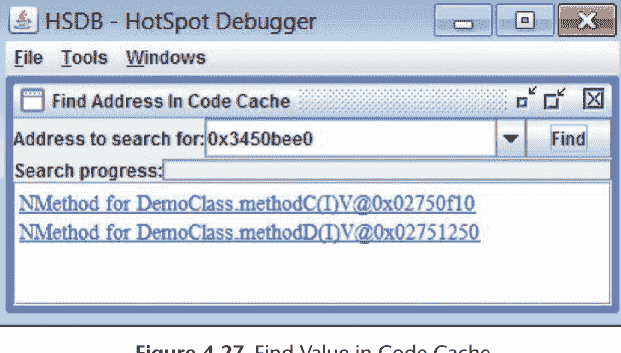 HSDB - HotSpot Debugger
File Tools Windows
Find Address In Code Cache
Address to search for: 0x3450bee0 Find
Search progress:
NMethod for DemoClass.methodC(I)V@0x02750f10
NMethod for DemoClass.methodD(I)V@0x02751250
Figure 4.27 Find Value in Code Cache